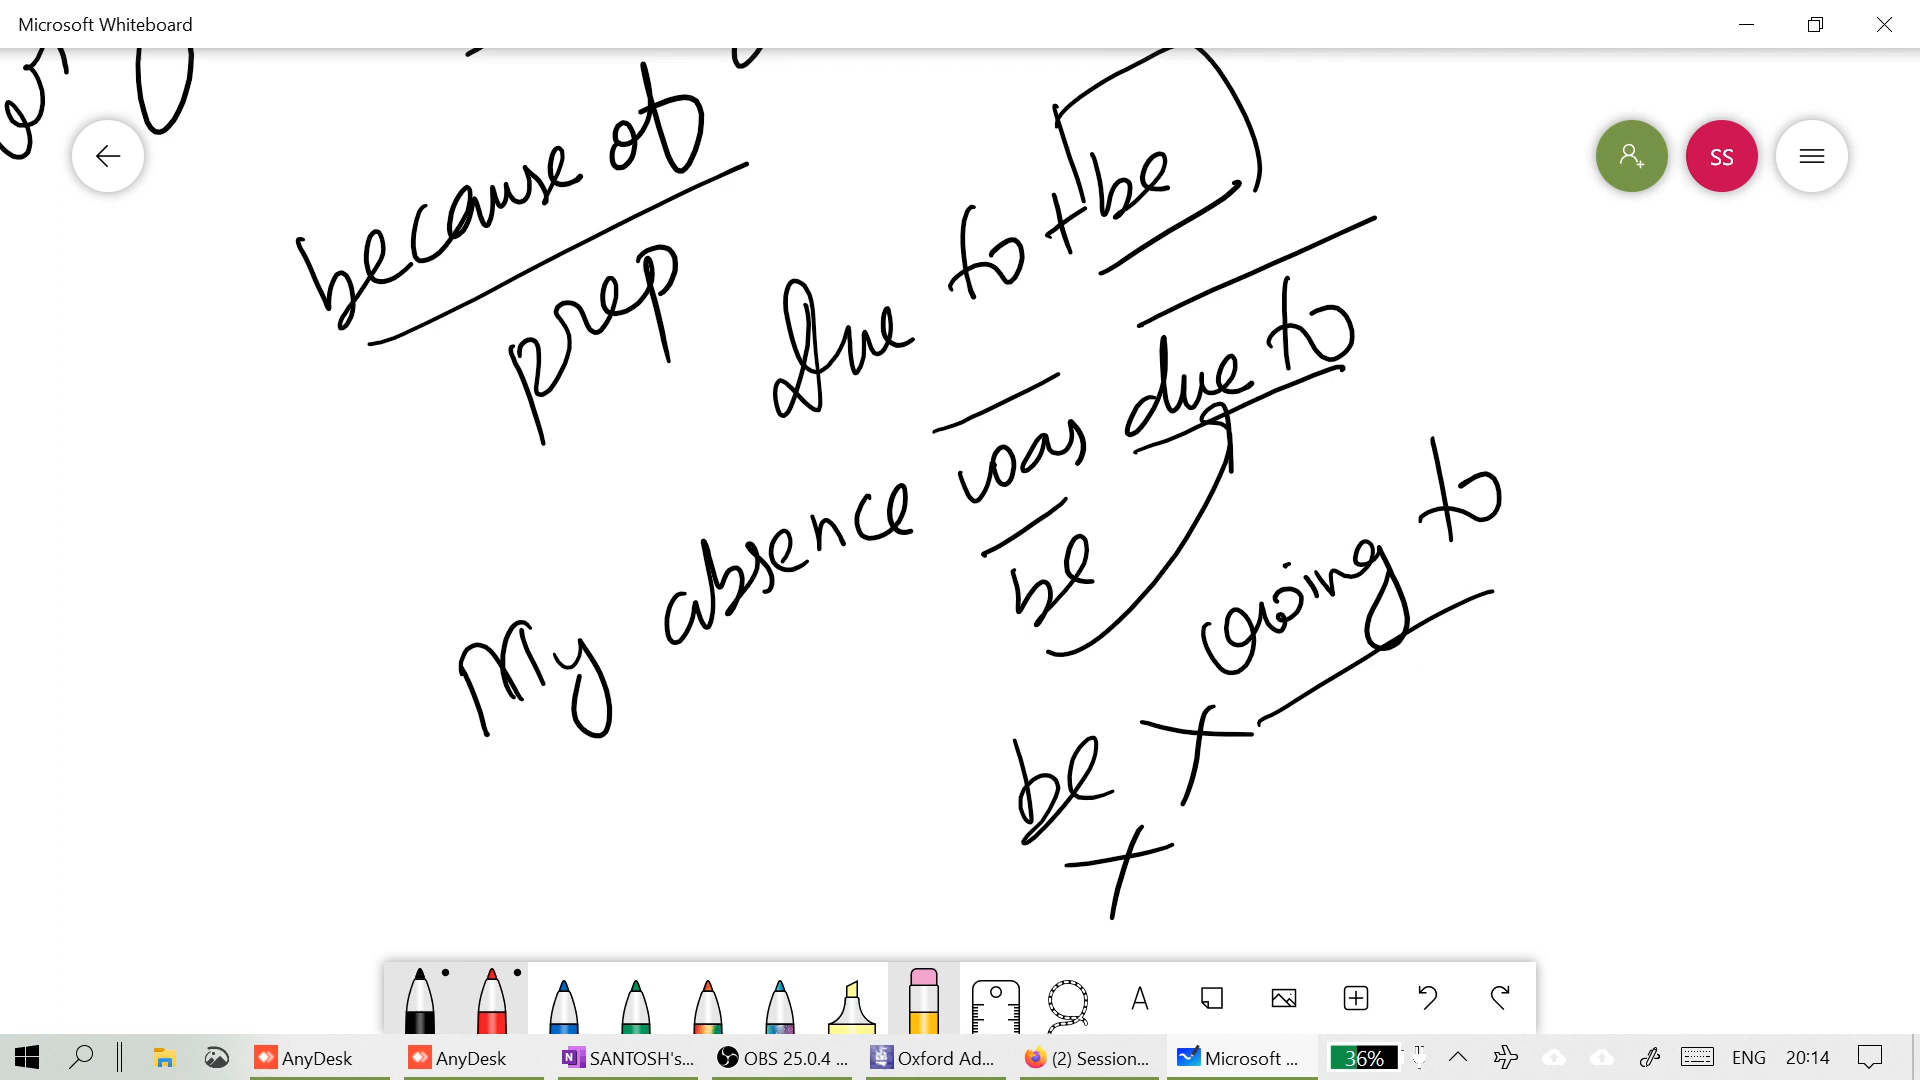 Microsoft Whiteboard
because of
prep
SS
Due to + be
My absence was due to
be
owing to
be
A
AnyDesk
AnyDesk
SANTOSH's...
OBS 25.0.4 ...
Oxford Ad...
(2) Session...
Microsoft ...
36%
ENG
20:14